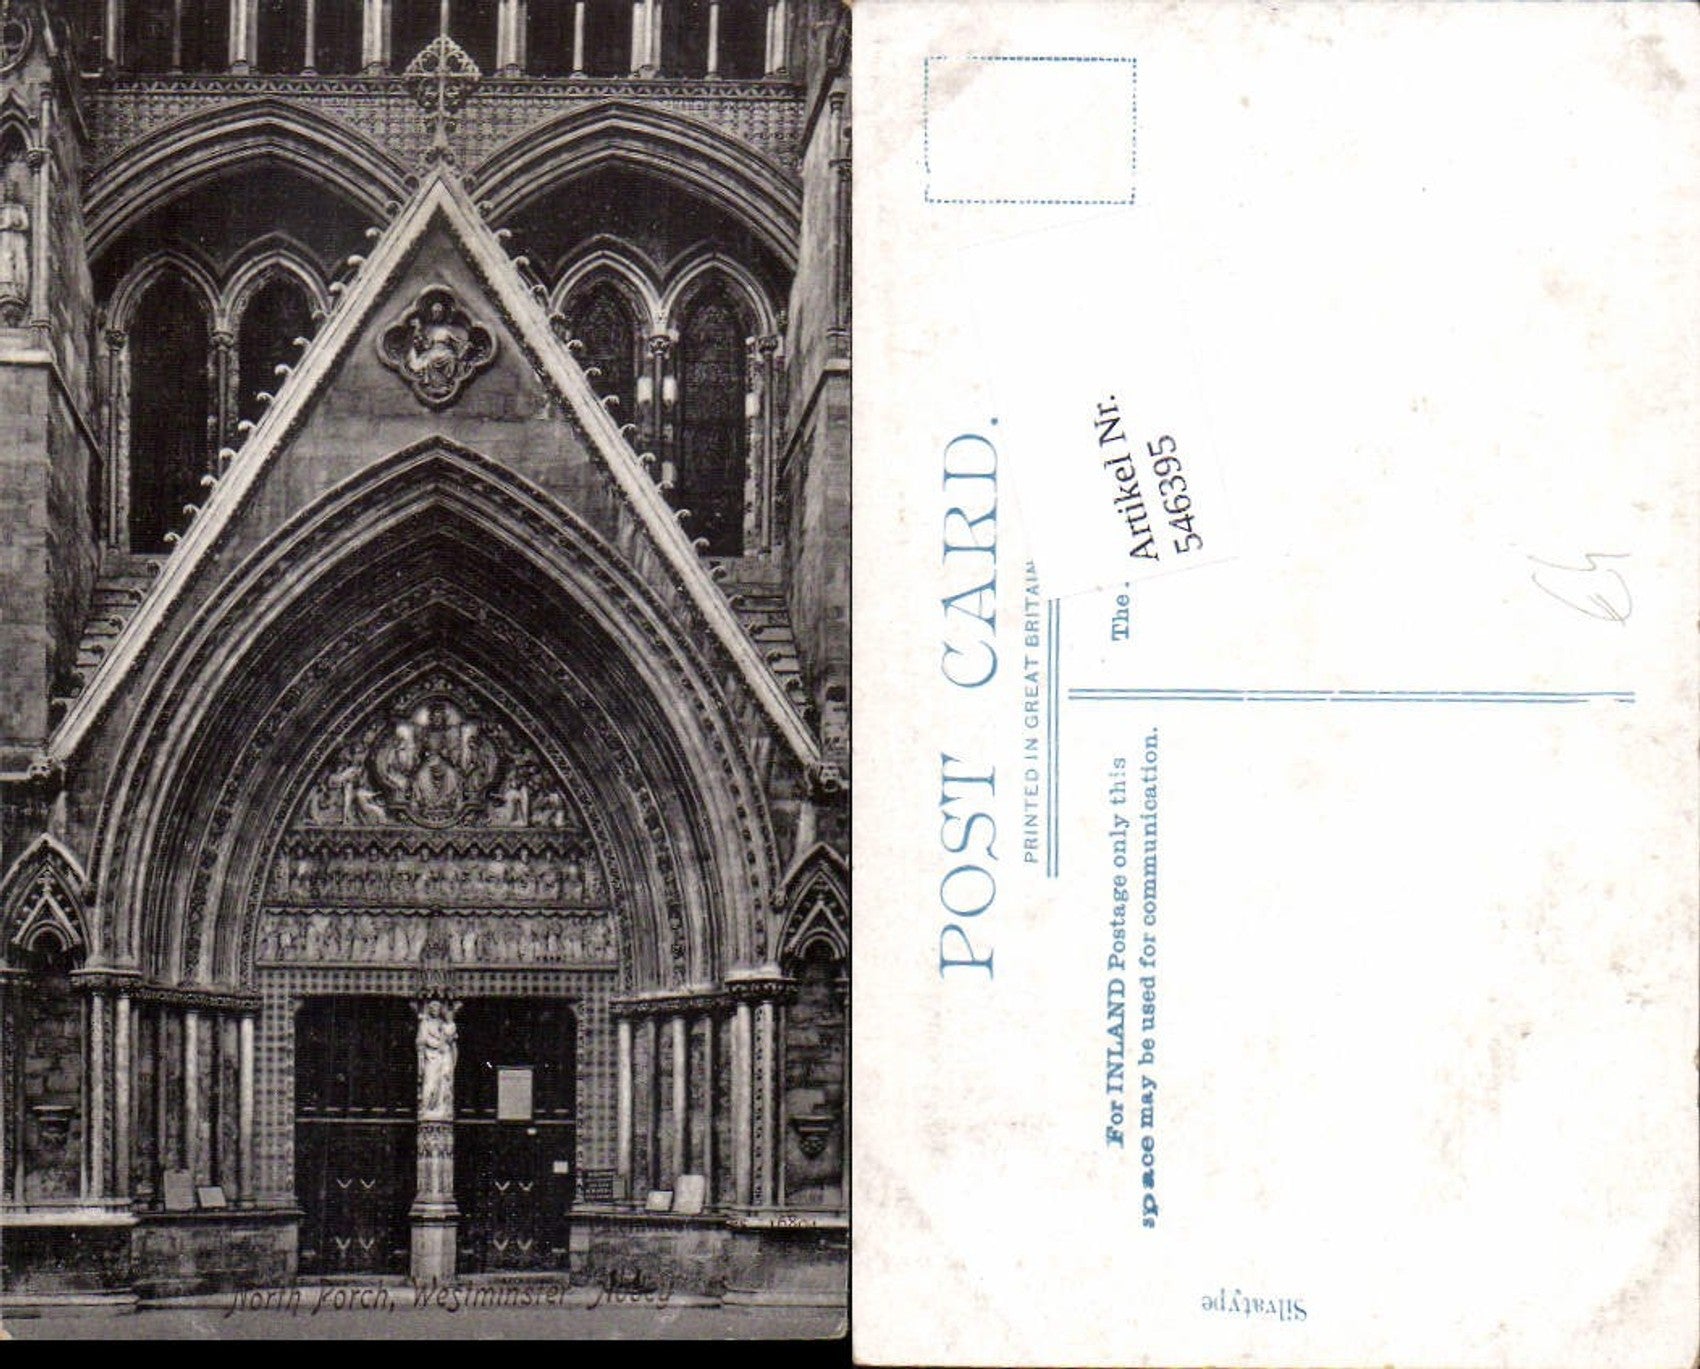 North Porch, Westminster Abbey
POST CARD.
PRINTED IN GREAT BRITAIN
For INLAND Postage only this
space may be used for communication.
The
Artikel Nr.
546395
Silvatype